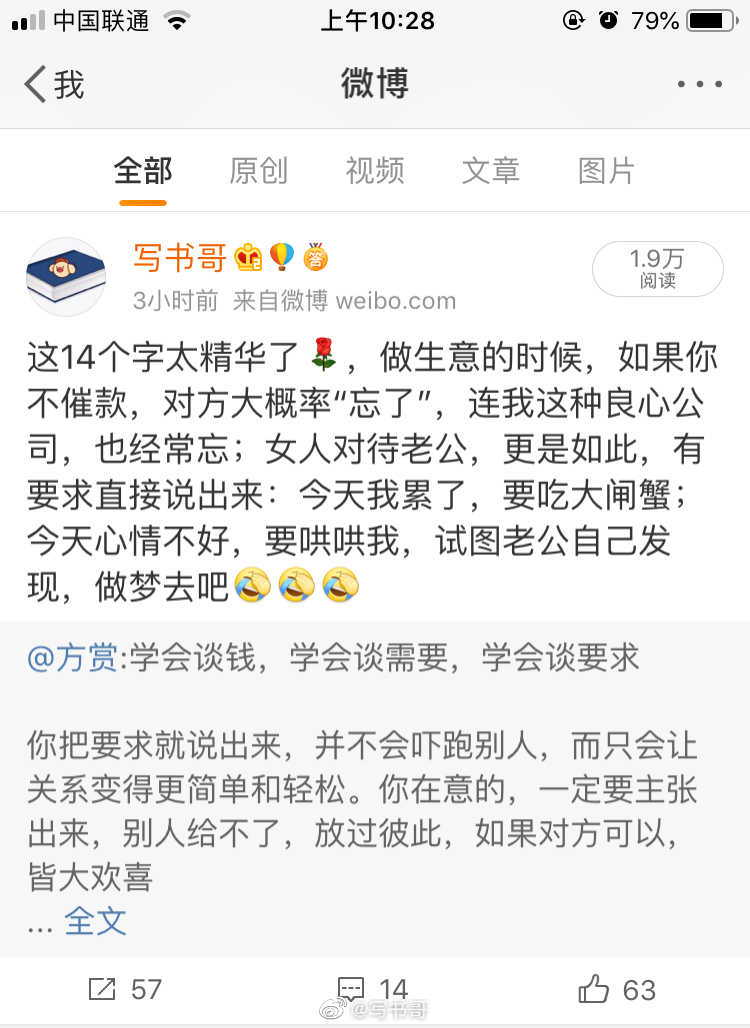 中国联通 上午10:28 79%
我 微博
全部 原创 视频 文章 图片
写书哥
1.9万
阅读
3小时前 来自微博 weibo.com
这14个字太精华了🌹，做生意的时候，如果你
不催款，对方大概率“忘了”，连我这种良心公
司，也经常忘；女人对待老公，更是如此，有
要求直接说出来：今天我累了，要吃大闸蟹；
今天心情不好，要哄哄我，试图老公自己发
现，做梦去吧🤣🤣🤣
@方赏:学会谈钱，学会谈需要，学会谈要求
你把要求就说出来，并不会吓跑别人，而只会让
关系变得更简单和轻松。你在意的，一定要主张
出来，别人给不了，放过彼此，如果对方可以，
皆大欢喜
... 全文
57 14 63
@写书哥